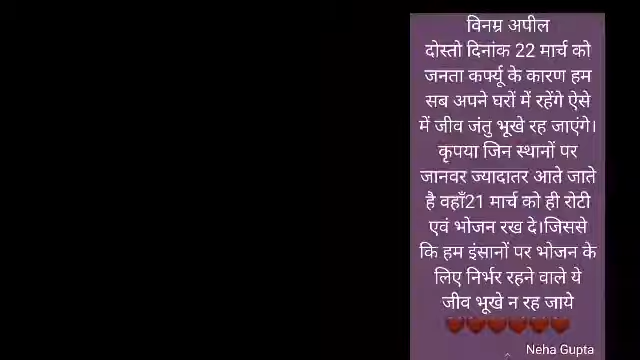 विनम्र अपील
दोस्तो दिनांक 22 मार्च को
जनता कर्फ्यू के कारण हम
सब अपने घरों में रहेंगे ऐसे
में जीव जंतु भूखे रह जाएंगे।
कृपया जिन स्थानों पर
जानवर ज्यादातर आते जाते
है वहाँ21 मार्च को ही रोटी
एवं भोजन रख दे।जिससे
कि हम इंसानों पर भोजन के
लिए निर्भर रहने वाले ये
जीव भूखे न रह जाये
Neha Gupta